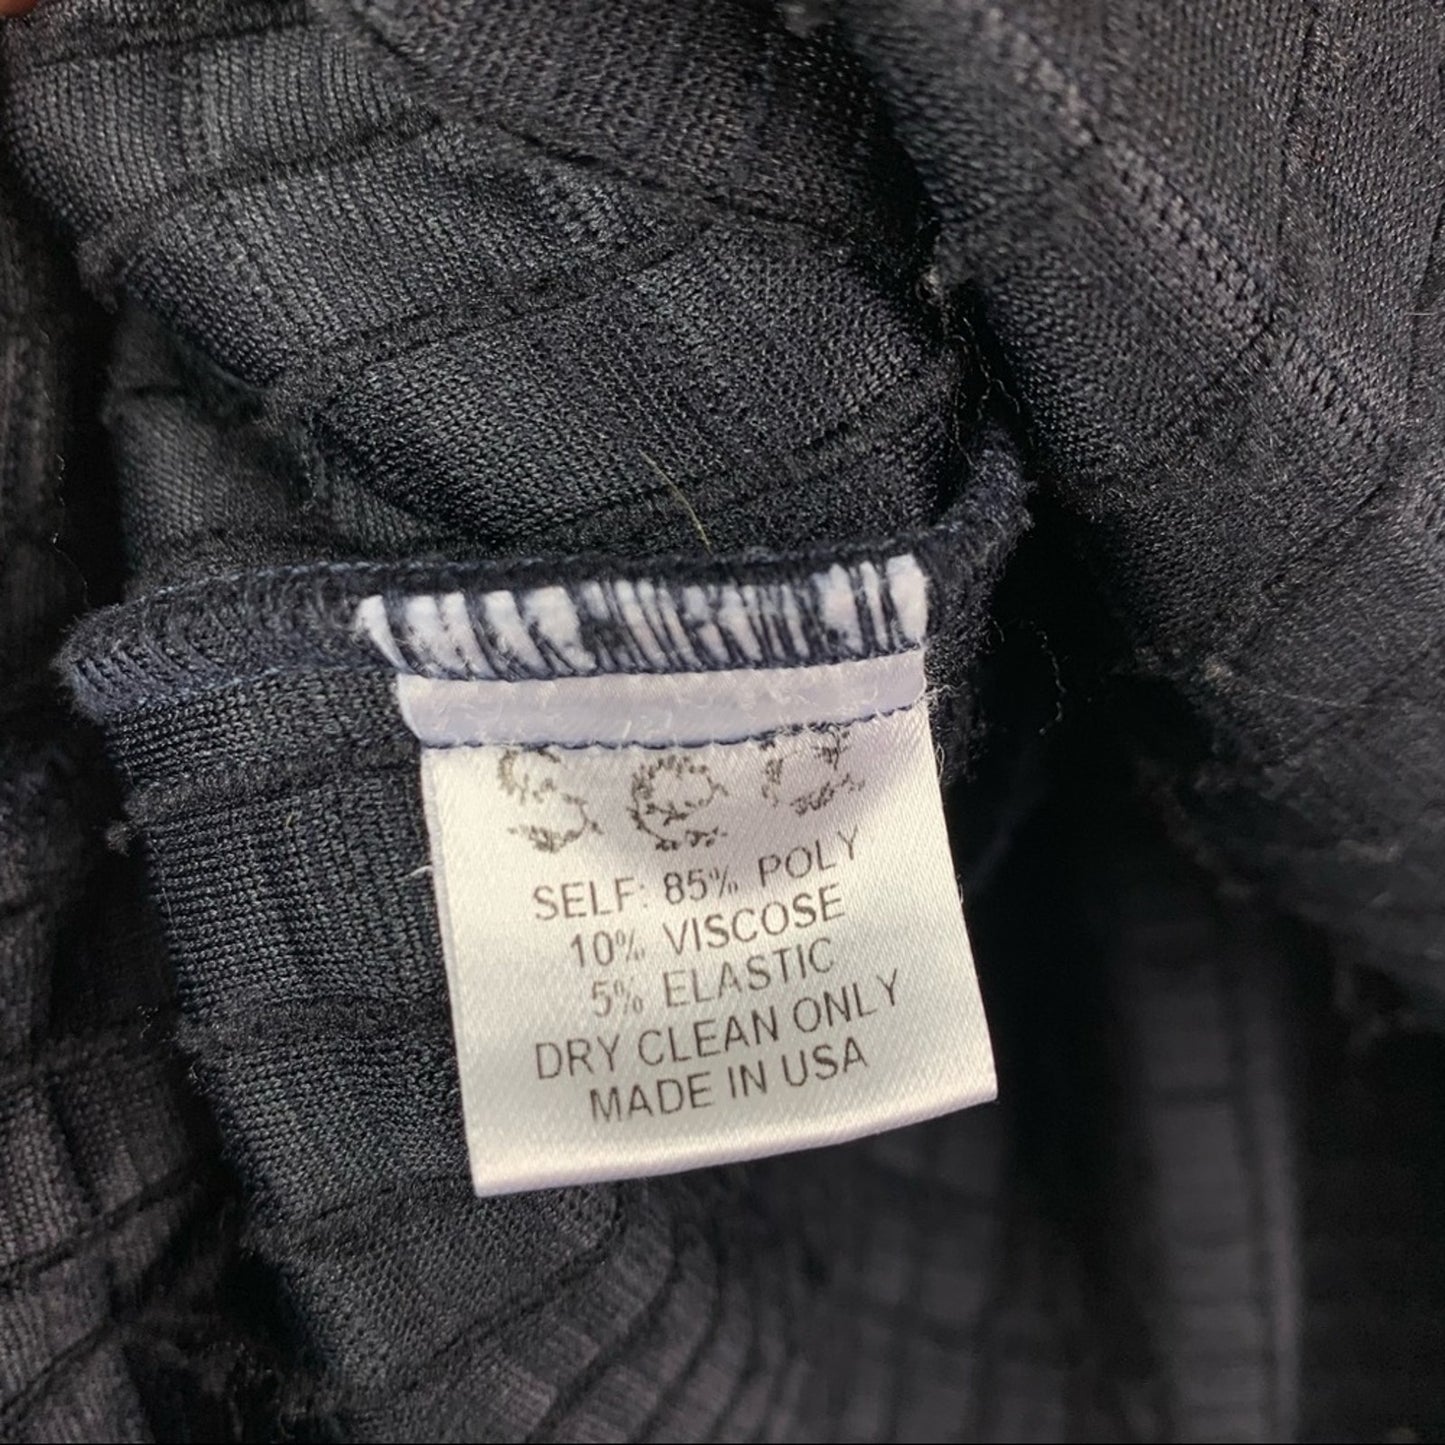 SELF: 85% POLY
10% VISCOSE
5% ELASTIC
DRY CLEAN ONLY
MADE IN USA